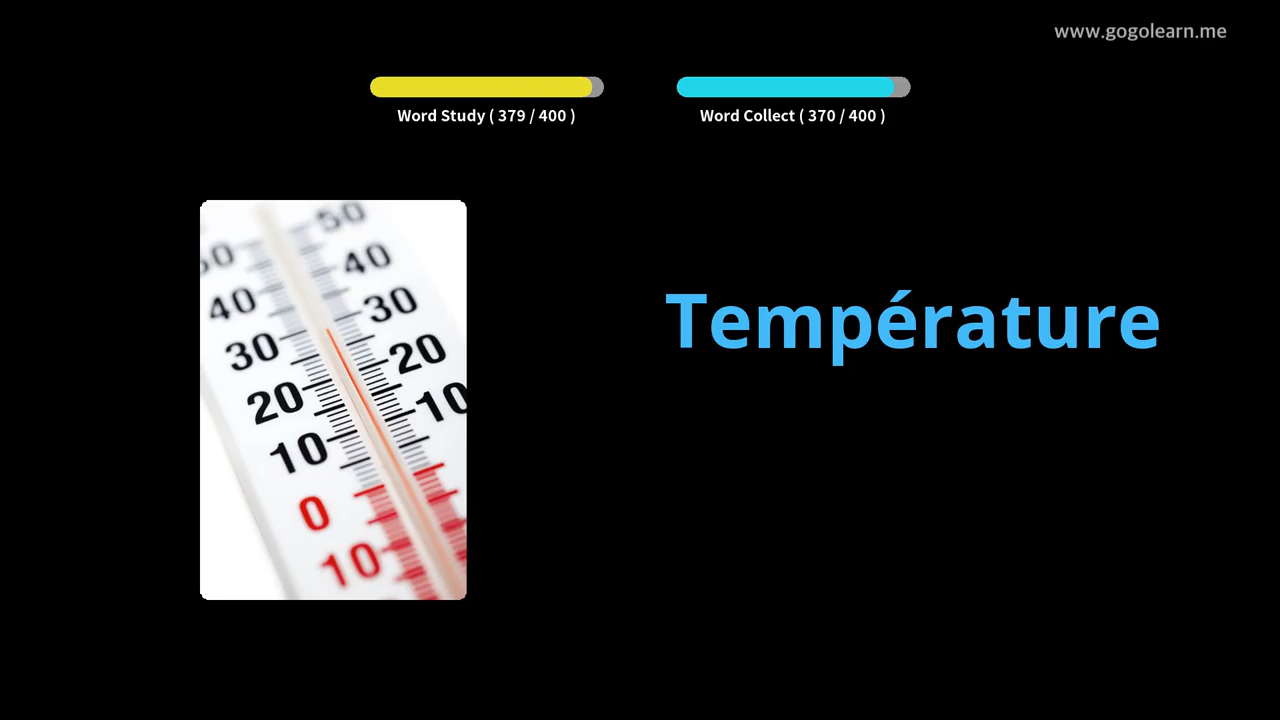 www.gogolearn.me
Word Study ( 379 / 400 )
Word Collect ( 370 / 400 )
Température
50
40 40
30 30
20 20
10 10
0
10